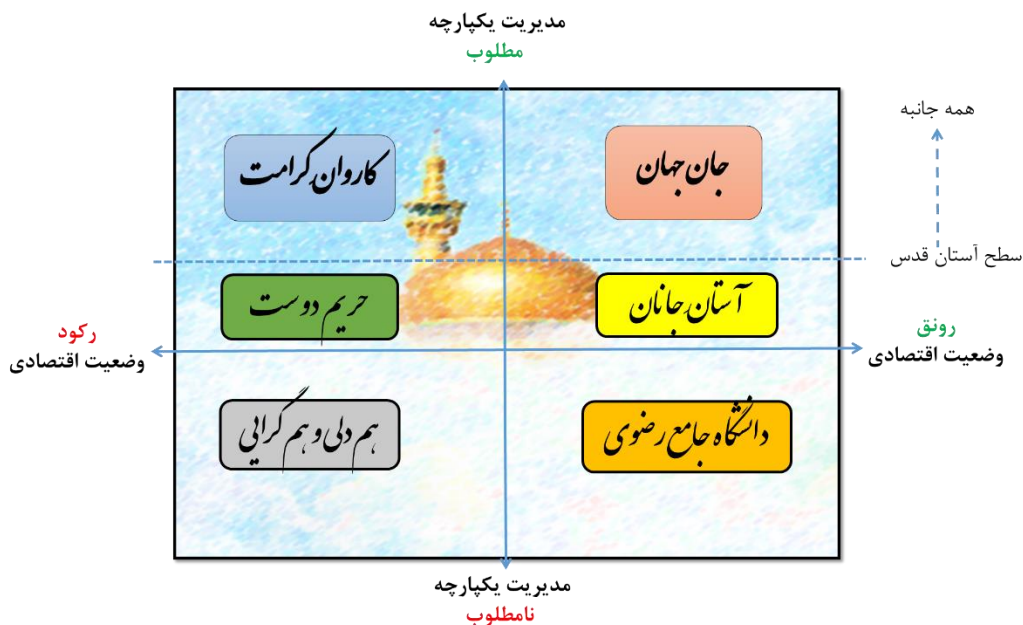 مدیریت یکپارچه
مطلوب
همه جانبه
جان جهان
کاروان کرامت
سطح آستان قدس
آستان جانان
حریم دوست
رونق
وضعیت اقتصادی
رکود
وضعیت اقتصادی
دانشگاه جامع رضوی
هم دلی و هم گرایی
مدیریت یکپارچه
نامطلوب